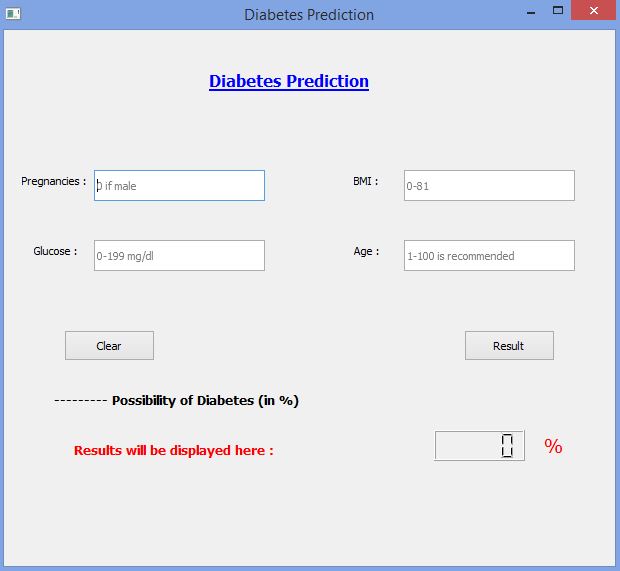 Diabetes Prediction
Diabetes Prediction
Pregnancies : 0 if male BMI : 0-81
Glucose : 0-199 mg/dl Age : 1-100 is recommended
Clear Result
--------- Possibility of Diabetes (in %)
Results will be displayed here : 0 %